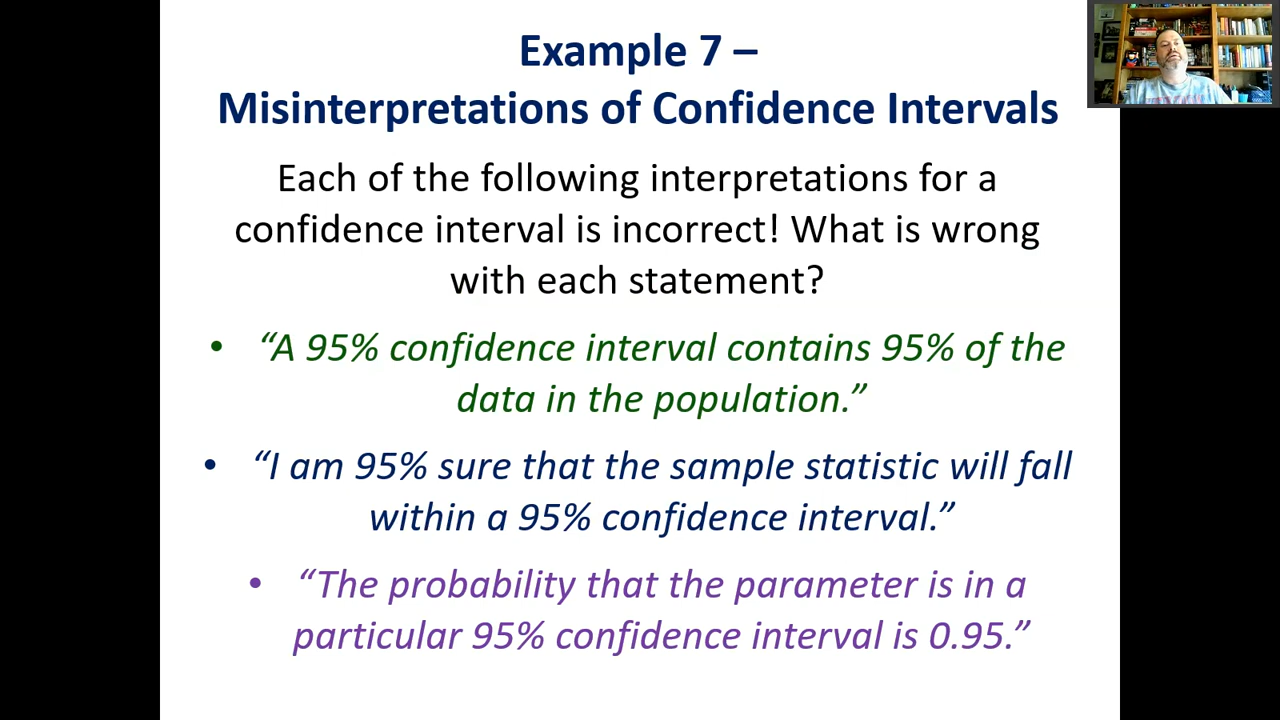 Example 7 –
Misinterpretations of Confidence Intervals
Each of the following interpretations for a
confidence interval is incorrect! What is wrong
with each statement?
• “A 95% confidence interval contains 95% of the
data in the population.”
• “I am 95% sure that the sample statistic will fall
within a 95% confidence interval.”
• “The probability that the parameter is in a
particular 95% confidence interval is 0.95.”